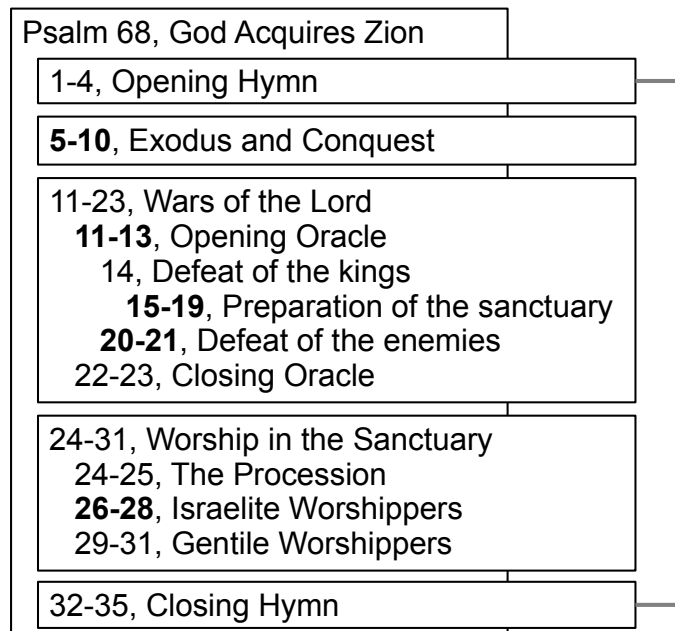 Psalm 68, God Acquires Zion
1-4, Opening Hymn
5-10, Exodus and Conquest
11-23, Wars of the Lord
11-13, Opening Oracle
14, Defeat of the kings
15-19, Preparation of the sanctuary
20-21, Defeat of the enemies
22-23, Closing Oracle
24-31, Worship in the Sanctuary
24-25, The Procession
26-28, Israelite Worshippers
29-31, Gentile Worshippers
32-35, Closing Hymn